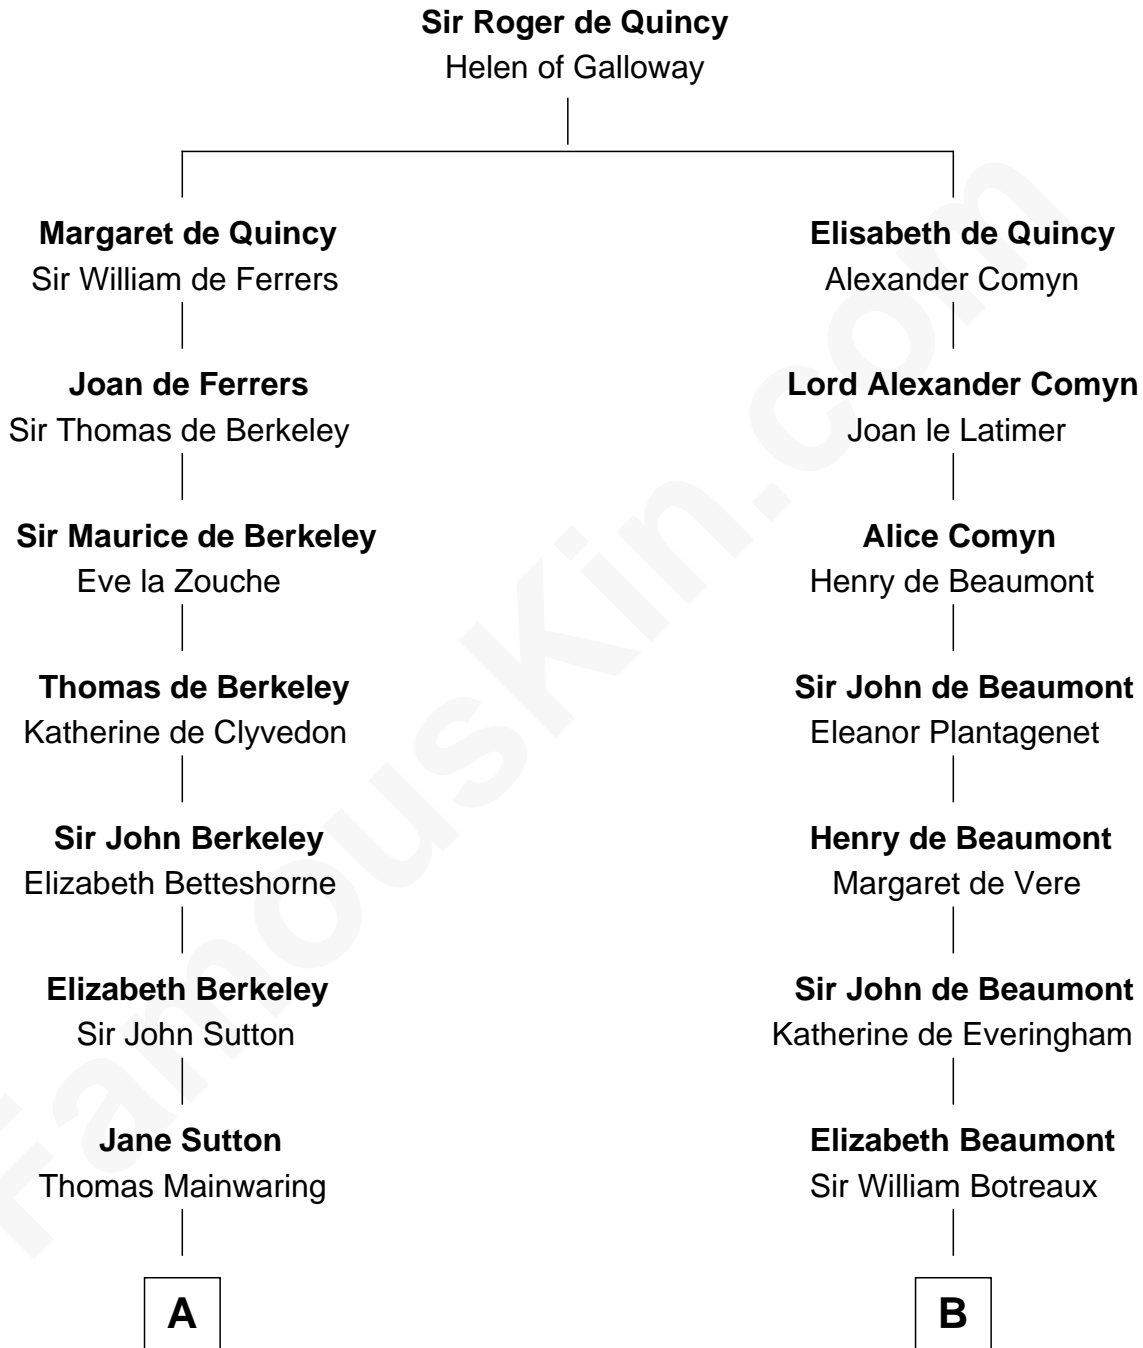 Sir Roger de Quincy
Helen of Galloway
Margaret de Quincy
Sir William de Ferrers
Joan de Ferrers
Sir Thomas de Berkeley
Sir Maurice de Berkeley
Eve la Zouche
Thomas de Berkeley
Katherine de Clyvedon
Sir John Berkeley
Elizabeth Betteshorne
Elizabeth Berkeley
Sir John Sutton
Jane Sutton
Thomas Mainwaring
A
Elisabeth de Quincy
Alexander Comyn
Lord Alexander Comyn
Joan le Latimer
Alice Comyn
Henry de Beaumont
Sir John de Beaumont
Eleanor Plantagenet
Henry de Beaumont
Margaret de Vere
Sir John de Beaumont
Katherine de Everingham
Elizabeth Beaumont
Sir William Botreaux
B
FamousKin.com